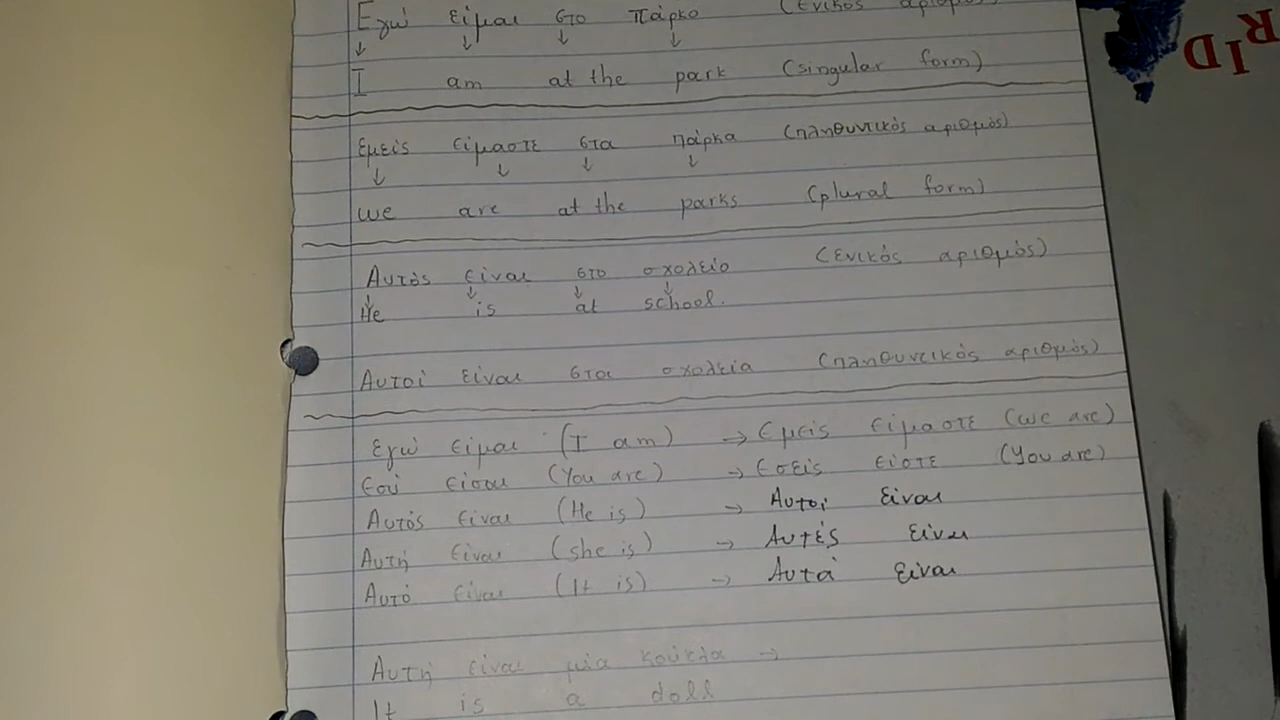 Εγώ είμαι στο πάρκο (ενικός αριθμός)
↓ ↓ ↓ ↓
I am at the park (singular form)
εμείς είμαστε στα πάρκα (πληθυντικός αριθμός)
↓ ↓ ↓ ↓
we are at the parks (plural form)
Αυτός είναι στο σχολείο (ενικός αριθμός)
↓ ↓ ↓ ↓
He is at school.
Αυτοί είναι στα σχολεία (πληθυντικός αριθμός)
εγώ είμαι (I am) → εμείς είμαστε (we are)
εσύ είσαι (You are) → εσείς είστε (You are)
Αυτός είναι (He is) → Αυτοί είναι
Αυτή είναι (she is) → Αυτές είναι
Αυτό είναι (It is) → Αυτά είναι
Αυτή είναι μία κούκλα →
It is a doll
RID